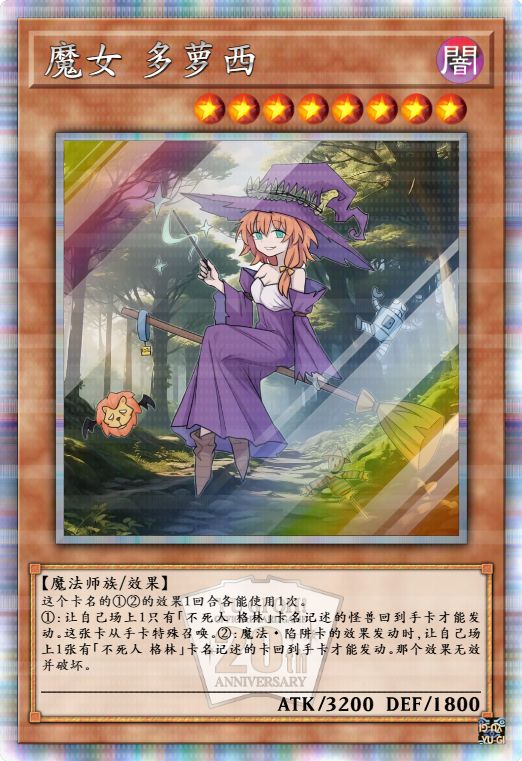 魔女 多萝西
闇
【魔法师族/效果】
这个卡名的①②的效果1回合各能使用1次。
①:让自己场上1只有「不死人 格林」卡名记述的怪兽回到手卡才能发
动。这张卡从手卡特殊召唤。②:魔法·陷阱卡的效果发动时,让自己场
上1张有「不死人 格林」卡名记述的卡回到手卡才能发动。那个效果无效
并破坏。
20th
ANNIVERSARY
ATK/3200 DEF/1800